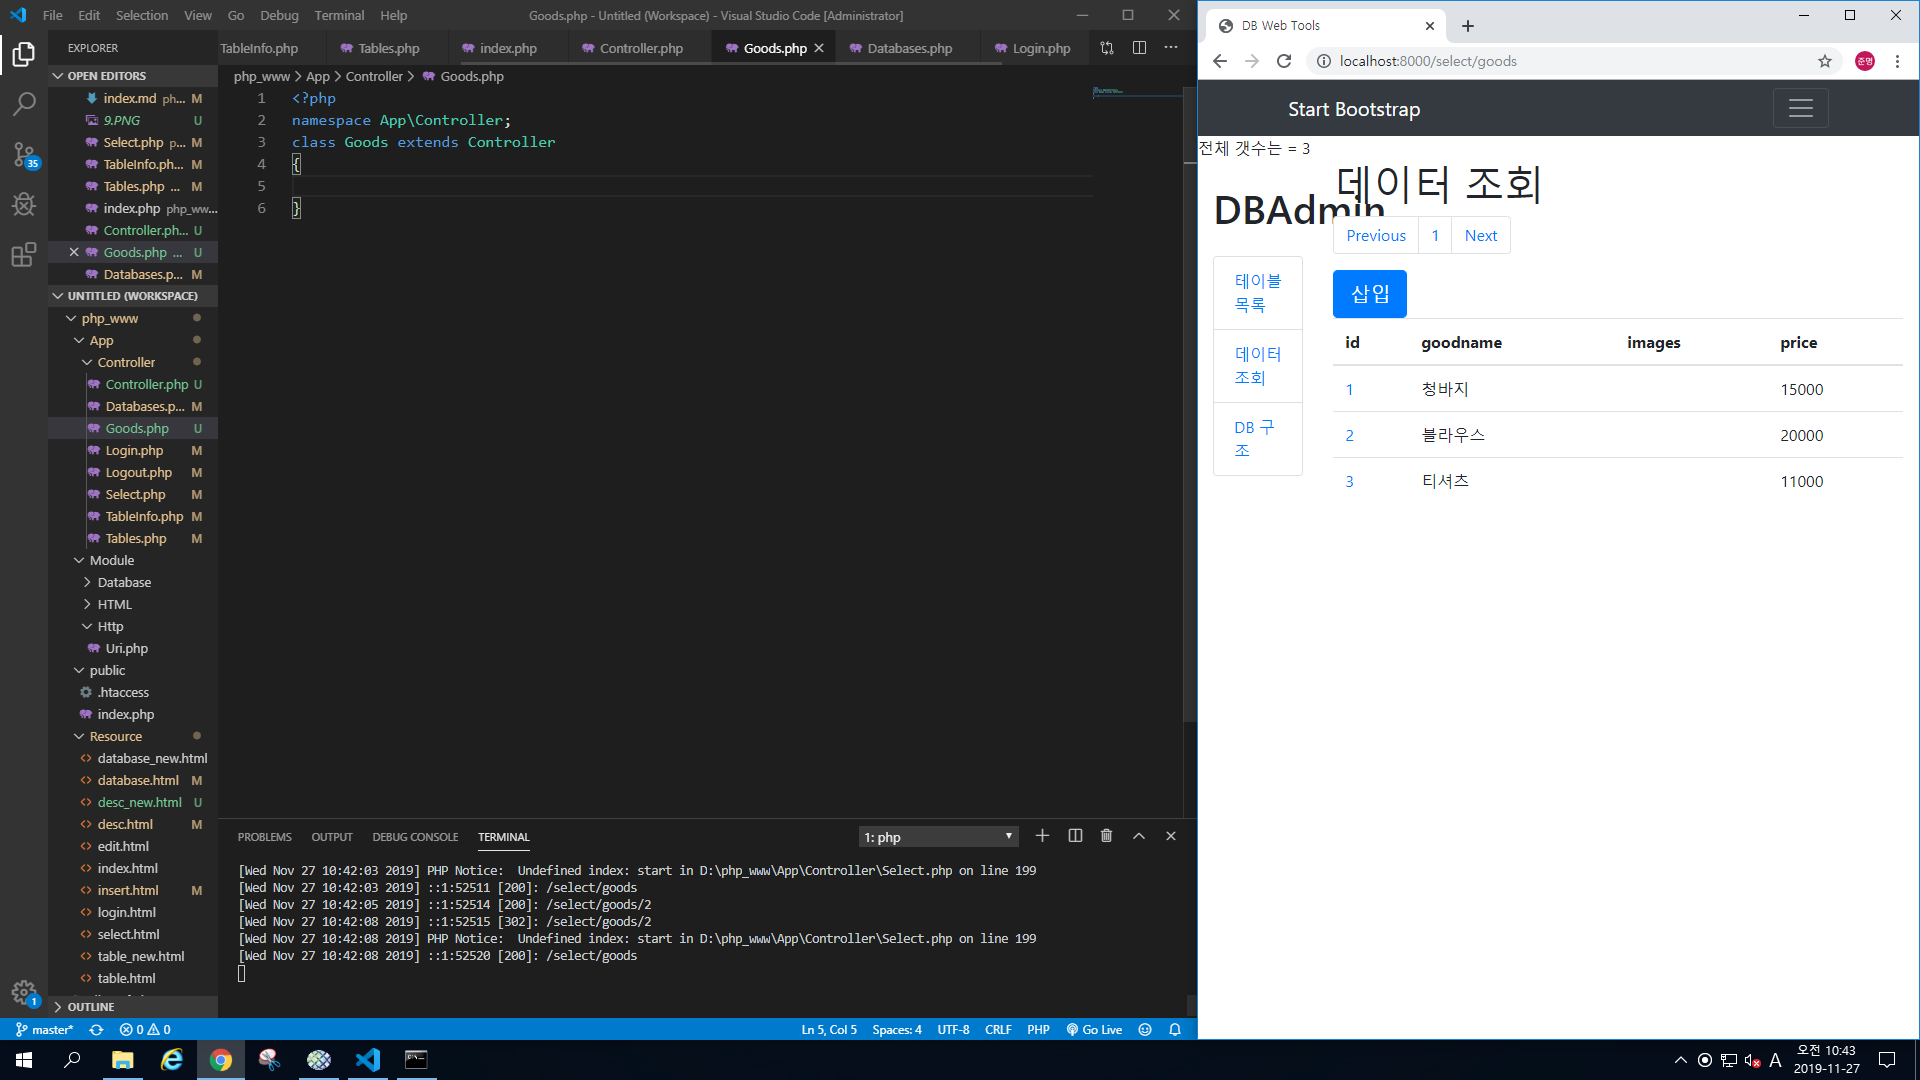 File Edit Selection View Go Debug Terminal Help
Goods.php - Untitled (Workspace) - Visual Studio Code [Administrator]
EXPLORER
OPEN EDITORS
index.md ph... M
9.PNG U
Select.php p... M
TableInfo.ph... M
Tables.php ... M
index.php php_ww...
Controller.ph... U
Goods.php ... U
Databases.p... M
UNTITLED (WORKSPACE)
php_www
App
Controller
Controller.php U
Databases.p... M
Goods.php U
Login.php M
Logout.php M
Select.php M
TableInfo.php M
Tables.php M
Module
Database
HTML
Http
Uri.php
public
.htaccess
index.php
Resource
database_new.html
database.html M
desc_new.html U
desc.html M
edit.html
index.html
insert.html M
login.html
select.html
table_new.html
table.html
OUTLINE
35
1
TableInfo.php Tables.php index.php Controller.php Goods.php Databases.php Login.php
php_www > App > Controller > Goods.php
1 <?php
2 namespace App\Controller;
3 class Goods extends Controller
4 {
5
6 }
PROBLEMS OUTPUT DEBUG CONSOLE TERMINAL
1: php
[Wed Nov 27 10:42:03 2019] PHP Notice:  Undefined index: start in D:\php_www\App\Controller\Select.php on line 199
[Wed Nov 27 10:42:03 2019] ::1:52511 [200]: /select/goods
[Wed Nov 27 10:42:05 2019] ::1:52514 [200]: /select/goods/2
[Wed Nov 27 10:42:08 2019] ::1:52515 [302]: /select/goods/2
[Wed Nov 27 10:42:08 2019] PHP Notice:  Undefined index: start in D:\php_www\App\Controller\Select.php on line 199
[Wed Nov 27 10:42:08 2019] ::1:52520 [200]: /select/goods
master* 0 0 Ln 5, Col 5 Spaces: 4 UTF-8 CRLF PHP Go Live
DB Web Tools
localhost:8000/select/goods
준명
Start Bootstrap
전체 갯수는 = 3
데이터 조회
DBAdmin
Previous 1 Next
테이블
목록
데이터
조회
DB 구
조
삽입
id goodname images price
1 청바지 15000
2 블라우스 20000
3 티셔츠 11000
A
오전 10:43
2019-11-27